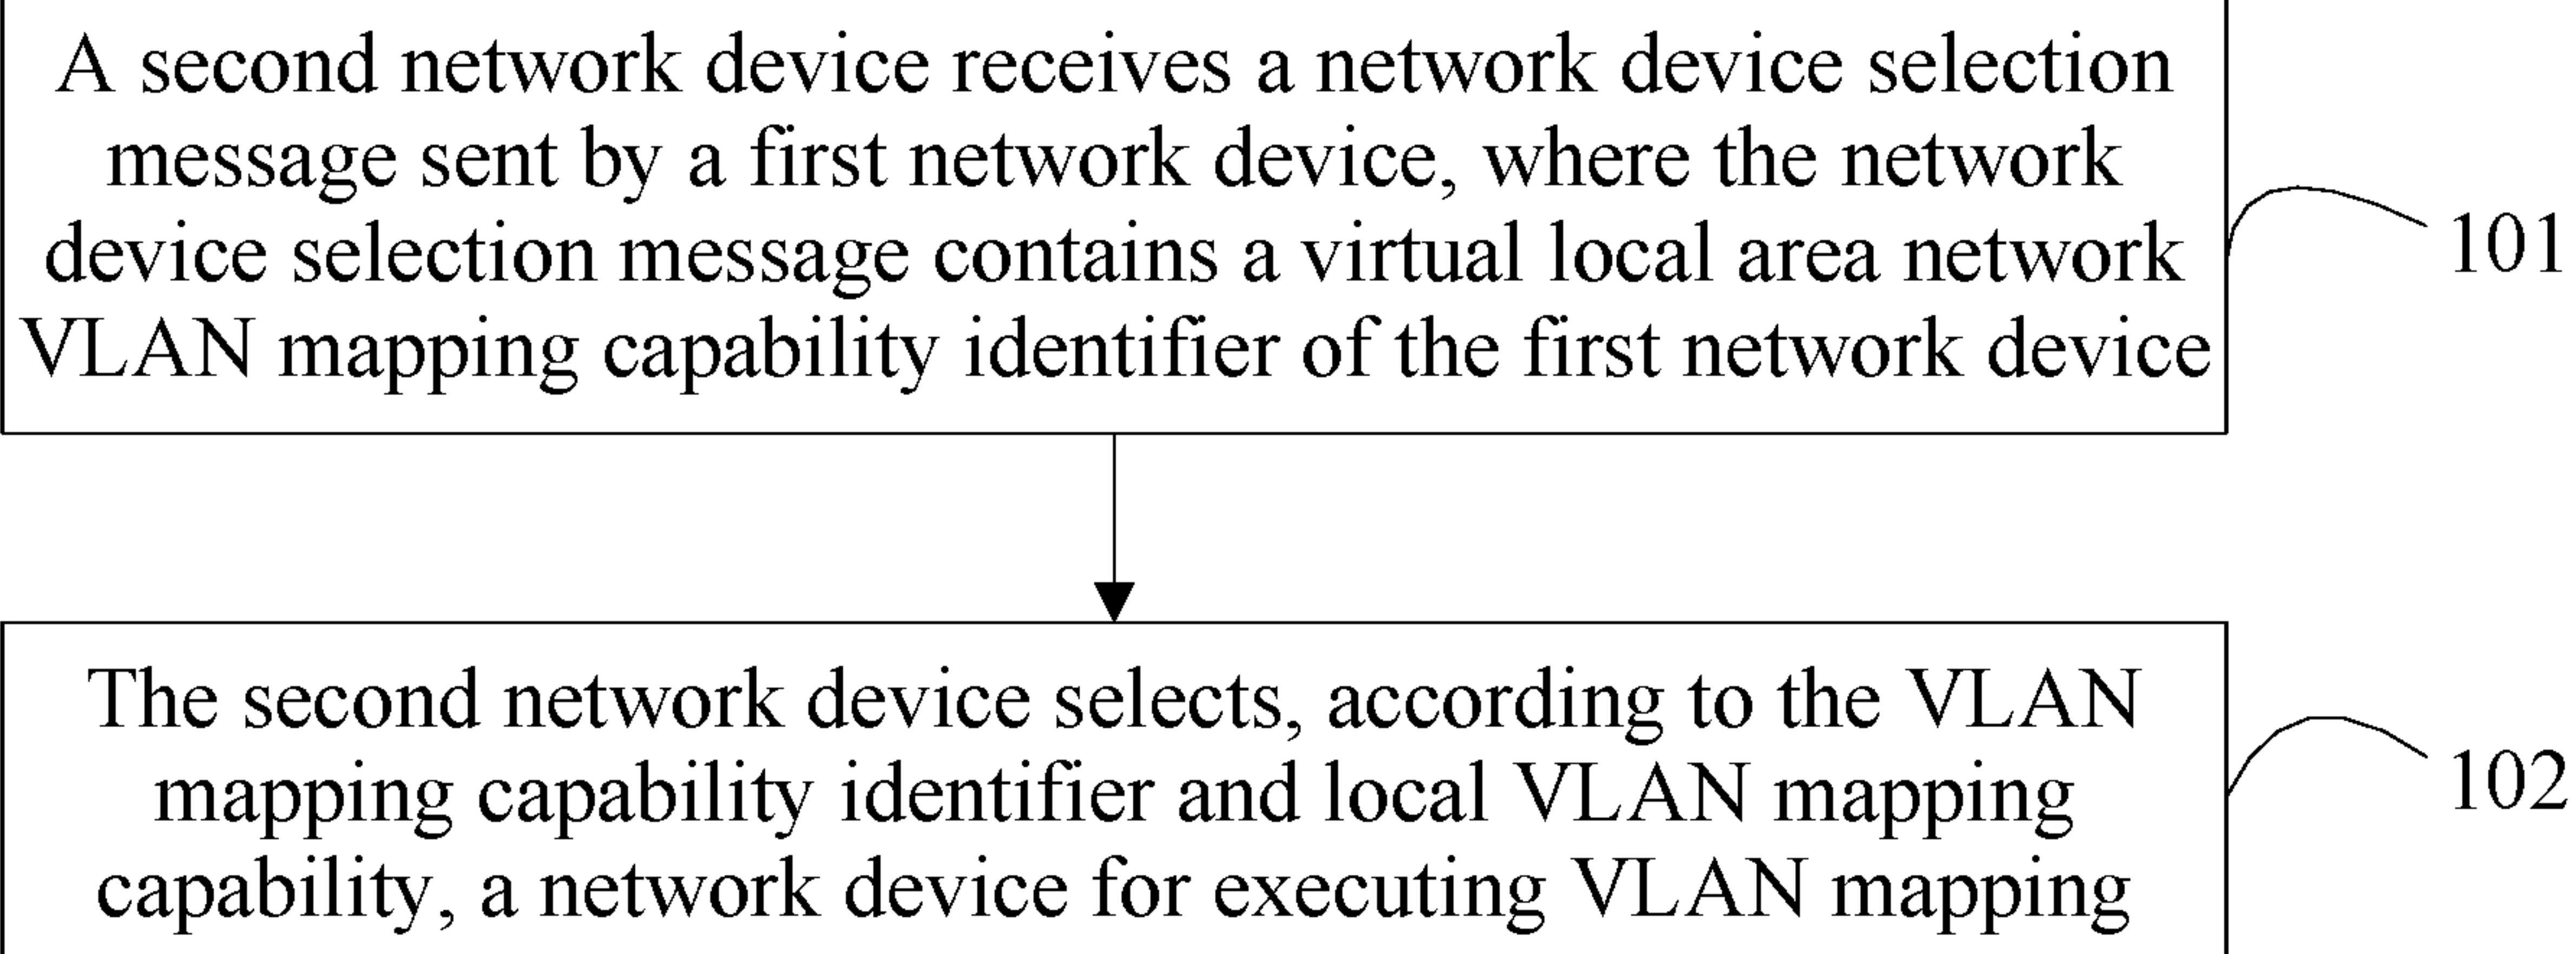 A second network device receives a network device selection
message sent by a first network device, where the network
device selection message contains a virtual local area network
VLAN mapping capability identifier of the first network device
101
The second network device selects, according to the VLAN
mapping capability identifier and local VLAN mapping
capability, a network device for executing VLAN mapping
102